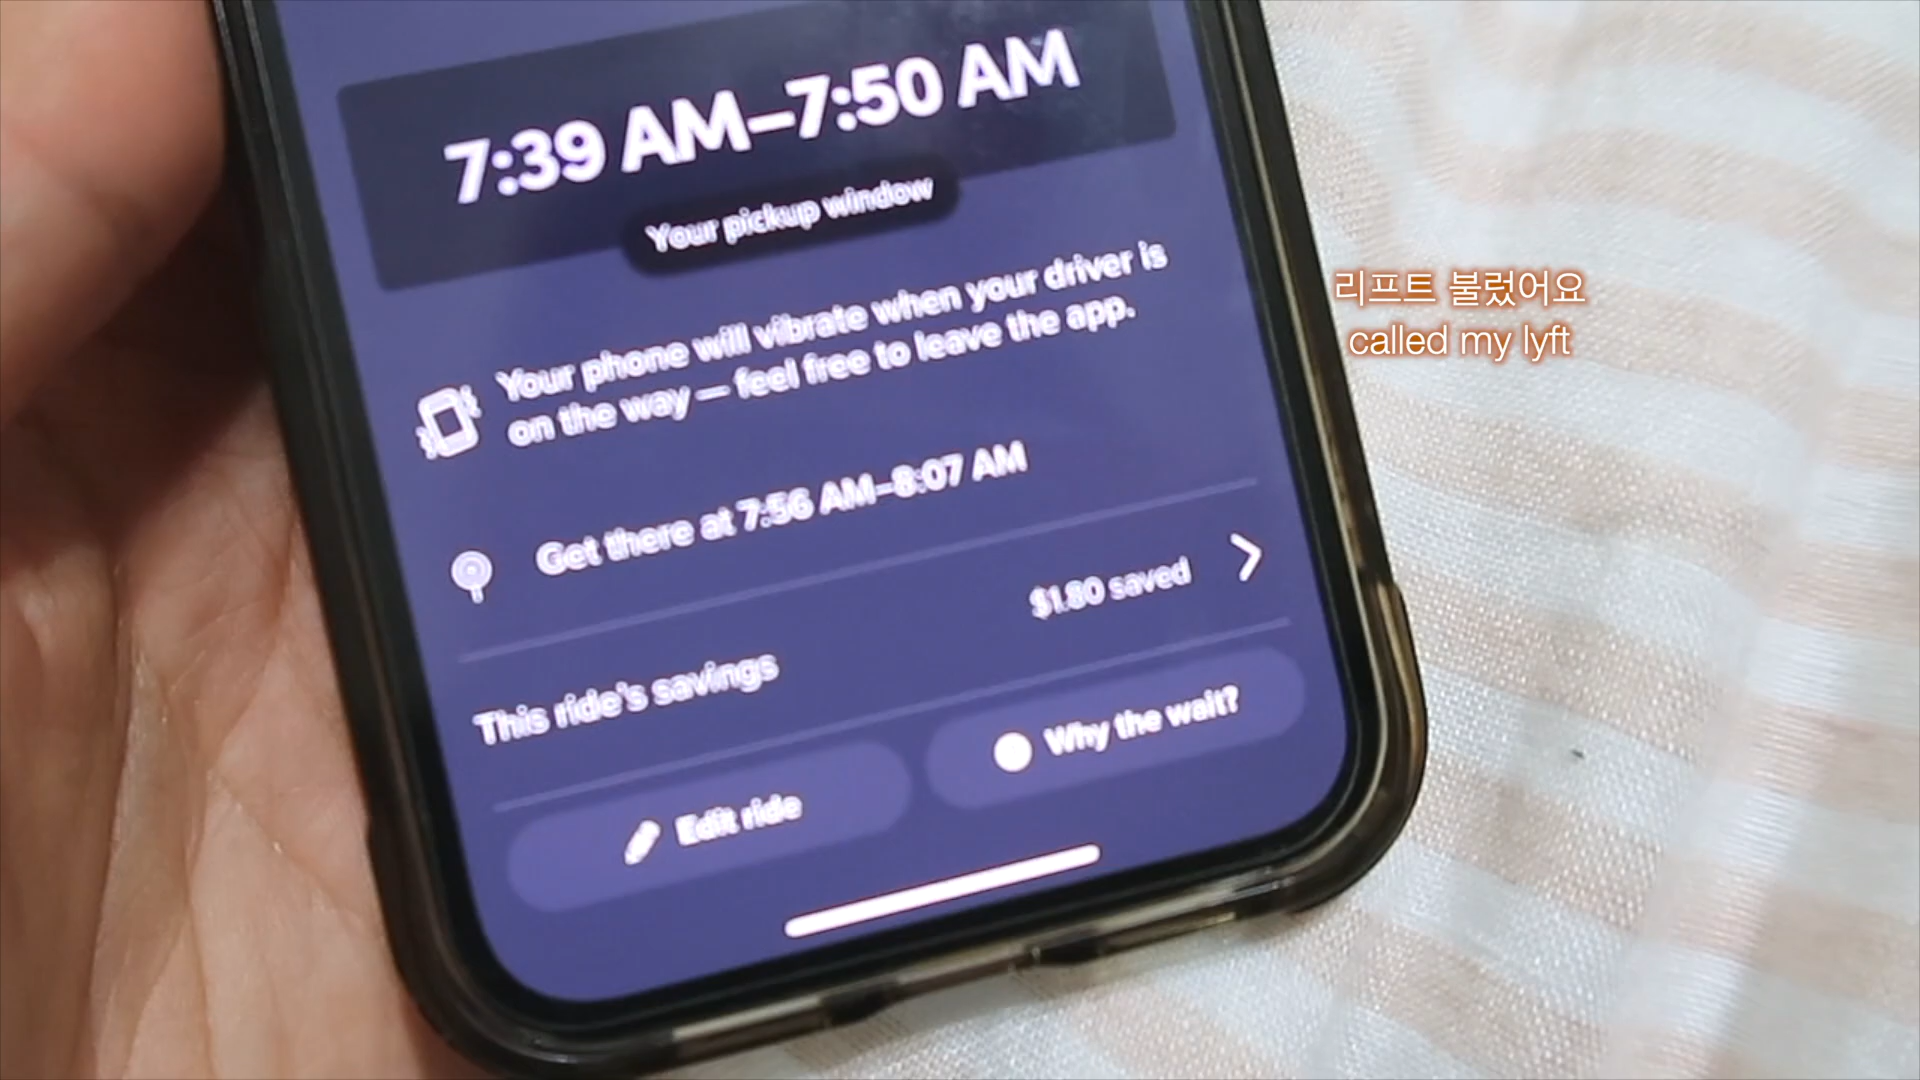 7:39 AM–7:50 AM
Your pickup window
Your phone will vibrate when your driver is
on the way — feel free to leave the app.
Get there at 7:56 AM–8:07 AM
$1.80 saved
This ride's savings
Why the wait?
Edit ride
리프트 불렀어요
called my lyft